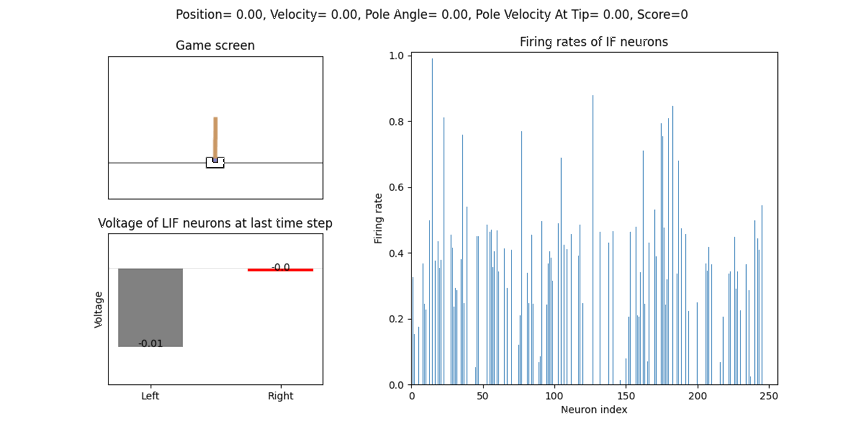 Position= 0.00, Velocity= 0.00, Pole Angle= 0.00, Pole Velocity At Tip= 0.00, Score=0
Game screen
Voltage of LIF neurons at last time step
Voltage
-0.01
-0.0
Left
Right
Firing rates of IF neurons
Firing rate
1.0
0.8
0.6
0.4
0.2
0.0
0
50
100
150
200
250
Neuron index